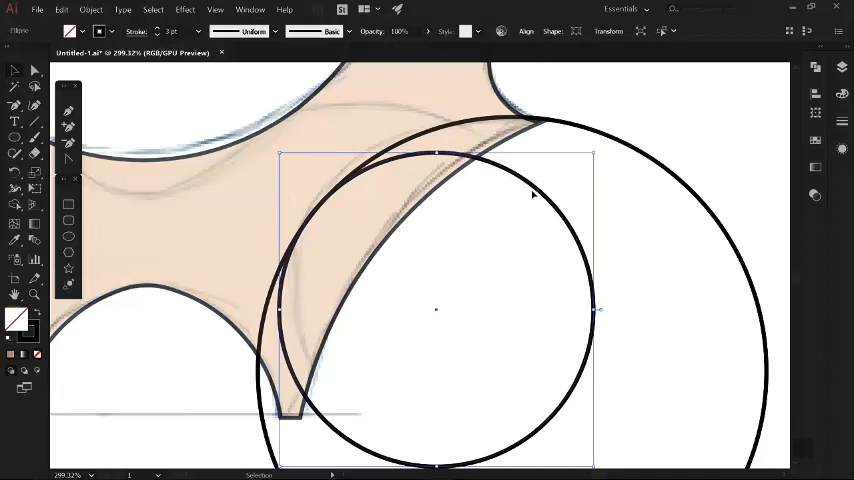 Ai File Edit Object Type Select Effect View Window Help St Essentials
Ellipse Stroke: 3 pt Uniform Basic Opacity: 100% Style: Align Shape: Transform
Untitled-1.ai* @ 299.32% (RGB/GPU Preview)
299.32% 1 Selection